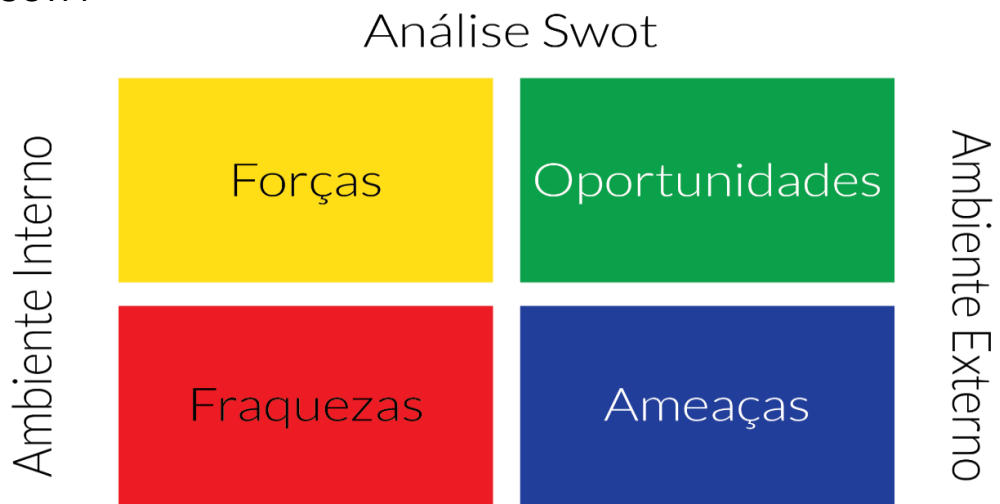 Análise Swot
Ambiente Interno
Forças
Oportunidades
Ambiente Externo
Fraquezas
Ameaças